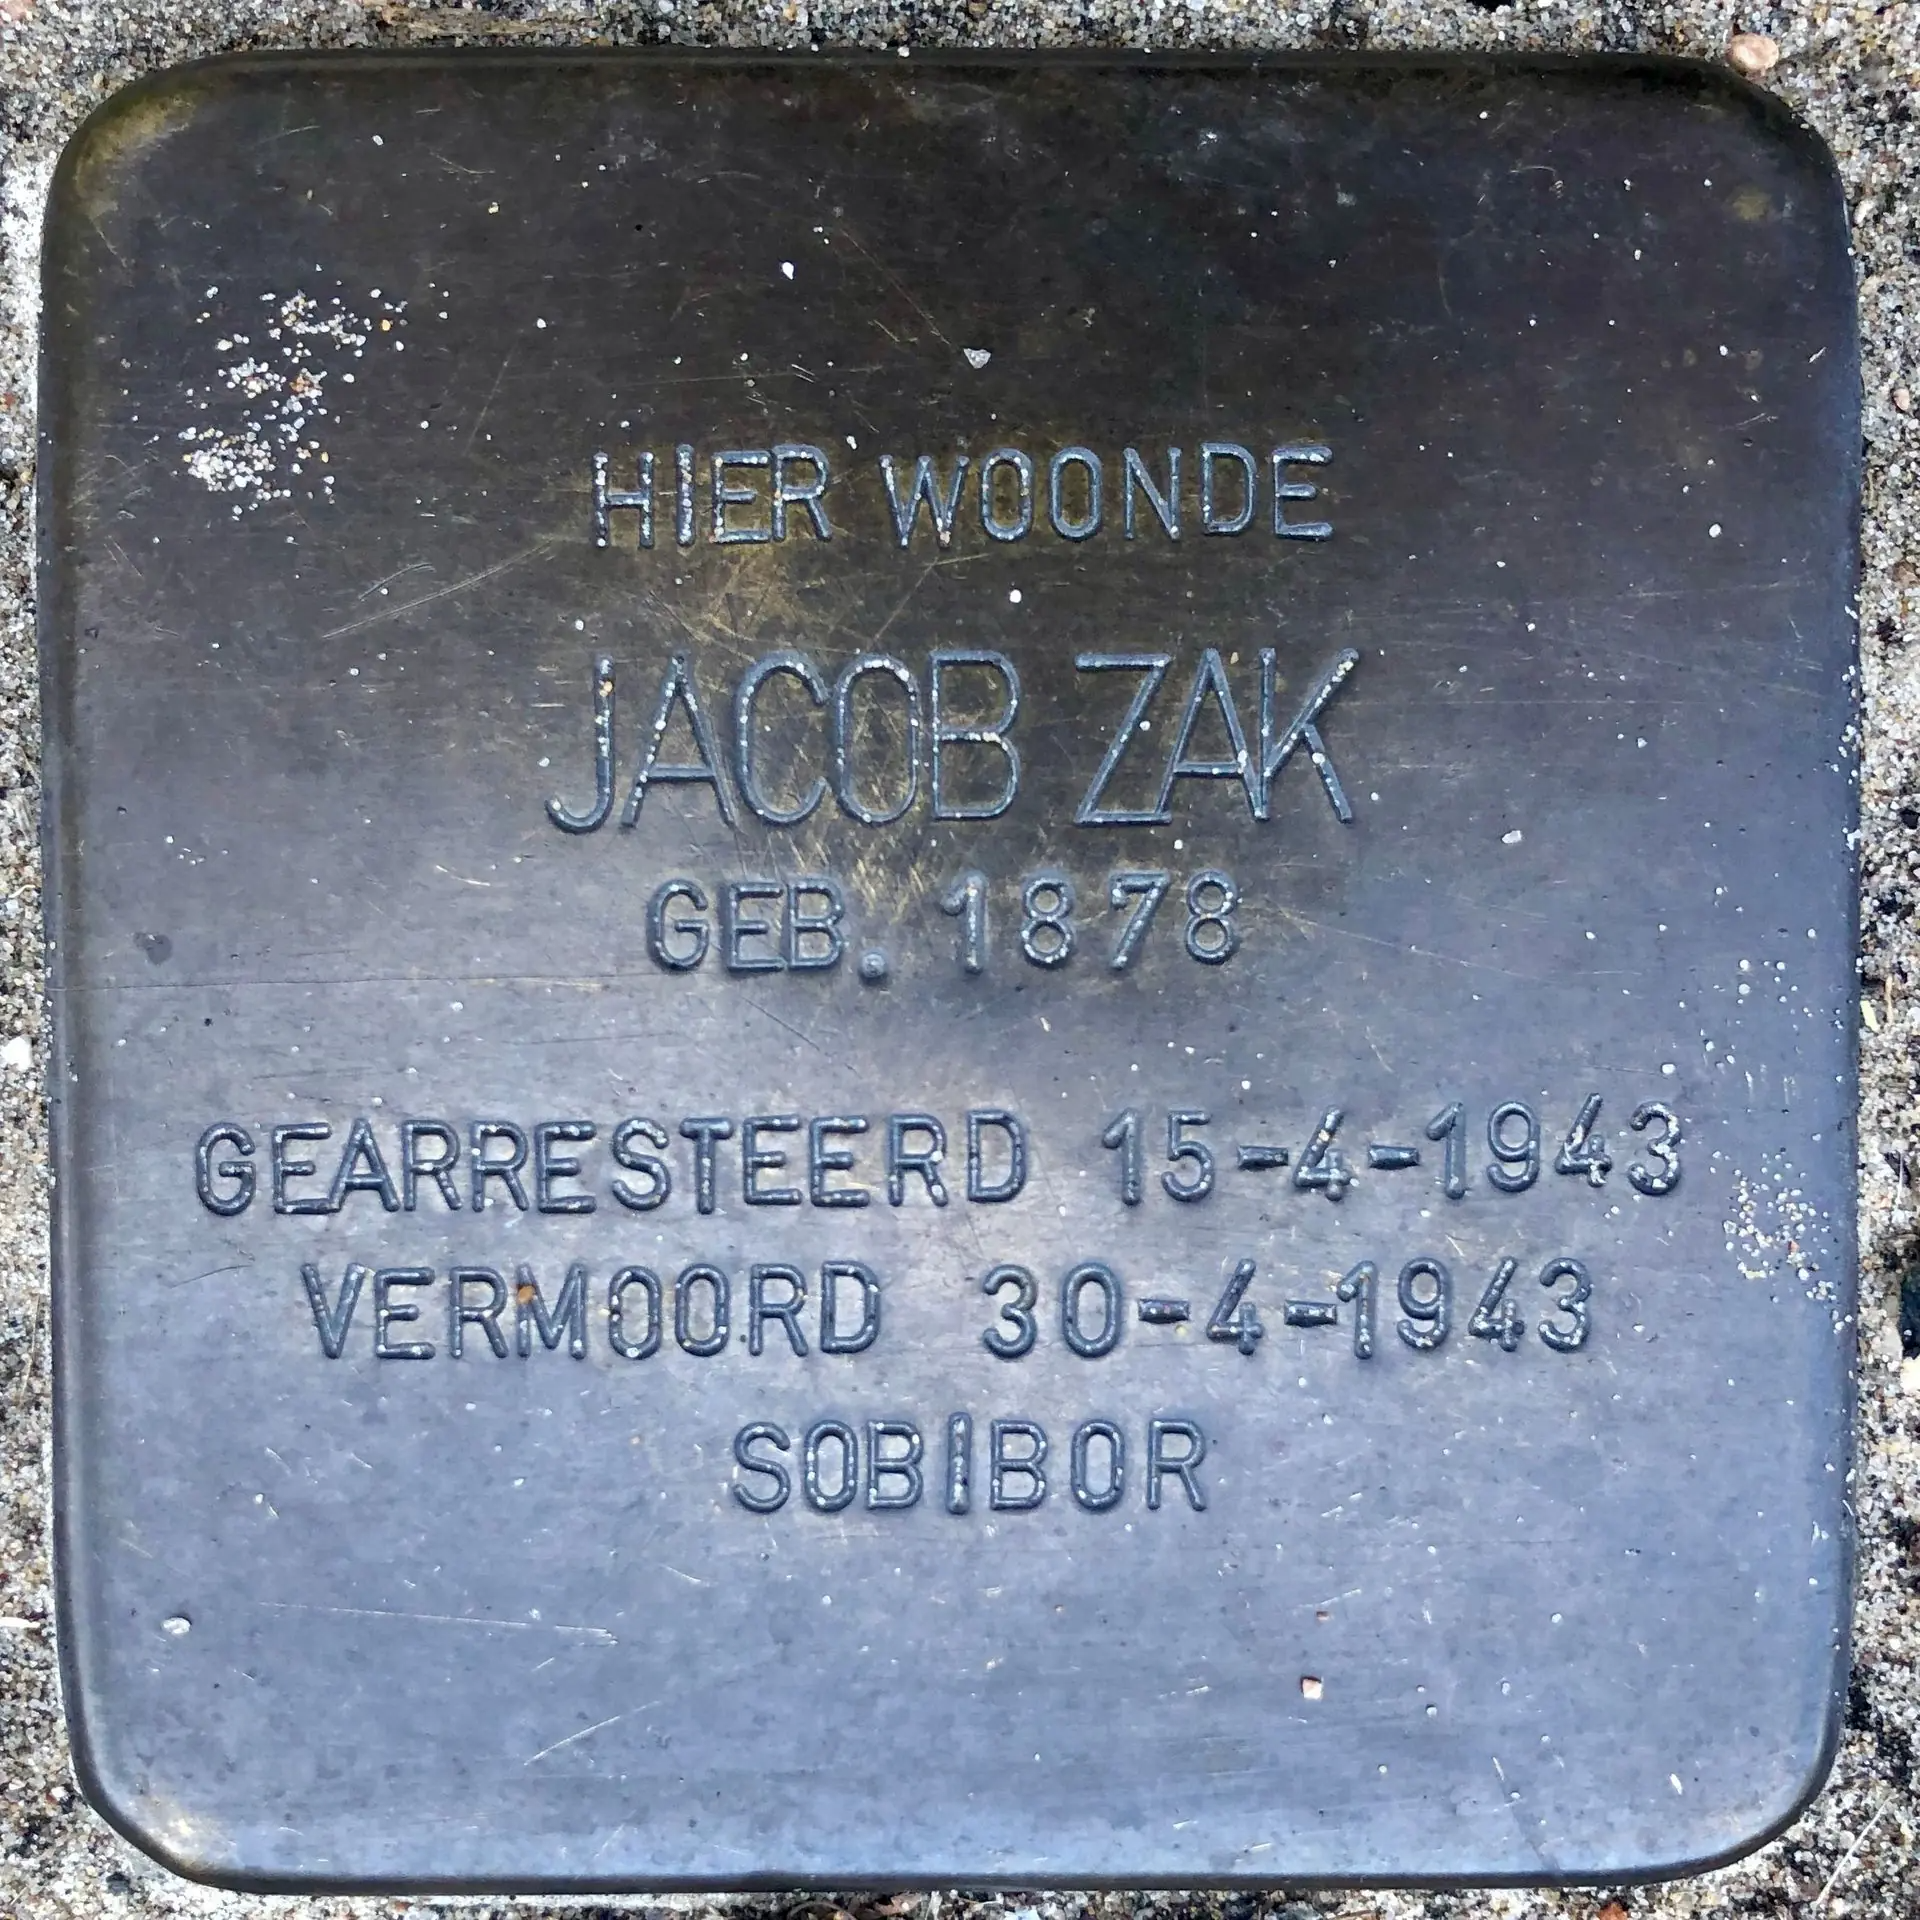 HIER WOONDE
JACOB ZAK
GEB. 1878
GEARRESTEERD 15-4-1943
VERMOORD 30-4-1943
SOBIBOR